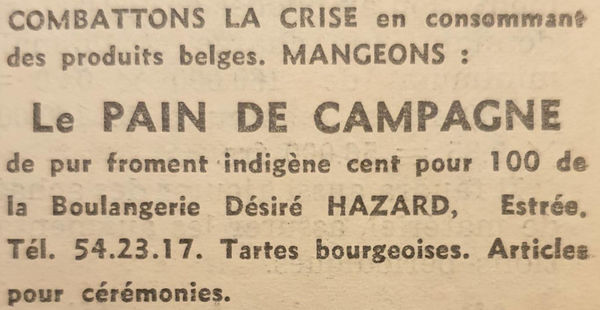 COMBATTONS LA CRISE en consommant
des produits belges. MANGEONS :
Le PAIN DE CAMPAGNE
de pur froment indigène cent pour 100 de
la Boulangerie Désiré HAZARD, Estrée.
Tél. 54.23.17. Tartes bourgeoises. Articles
pour cérémonies.